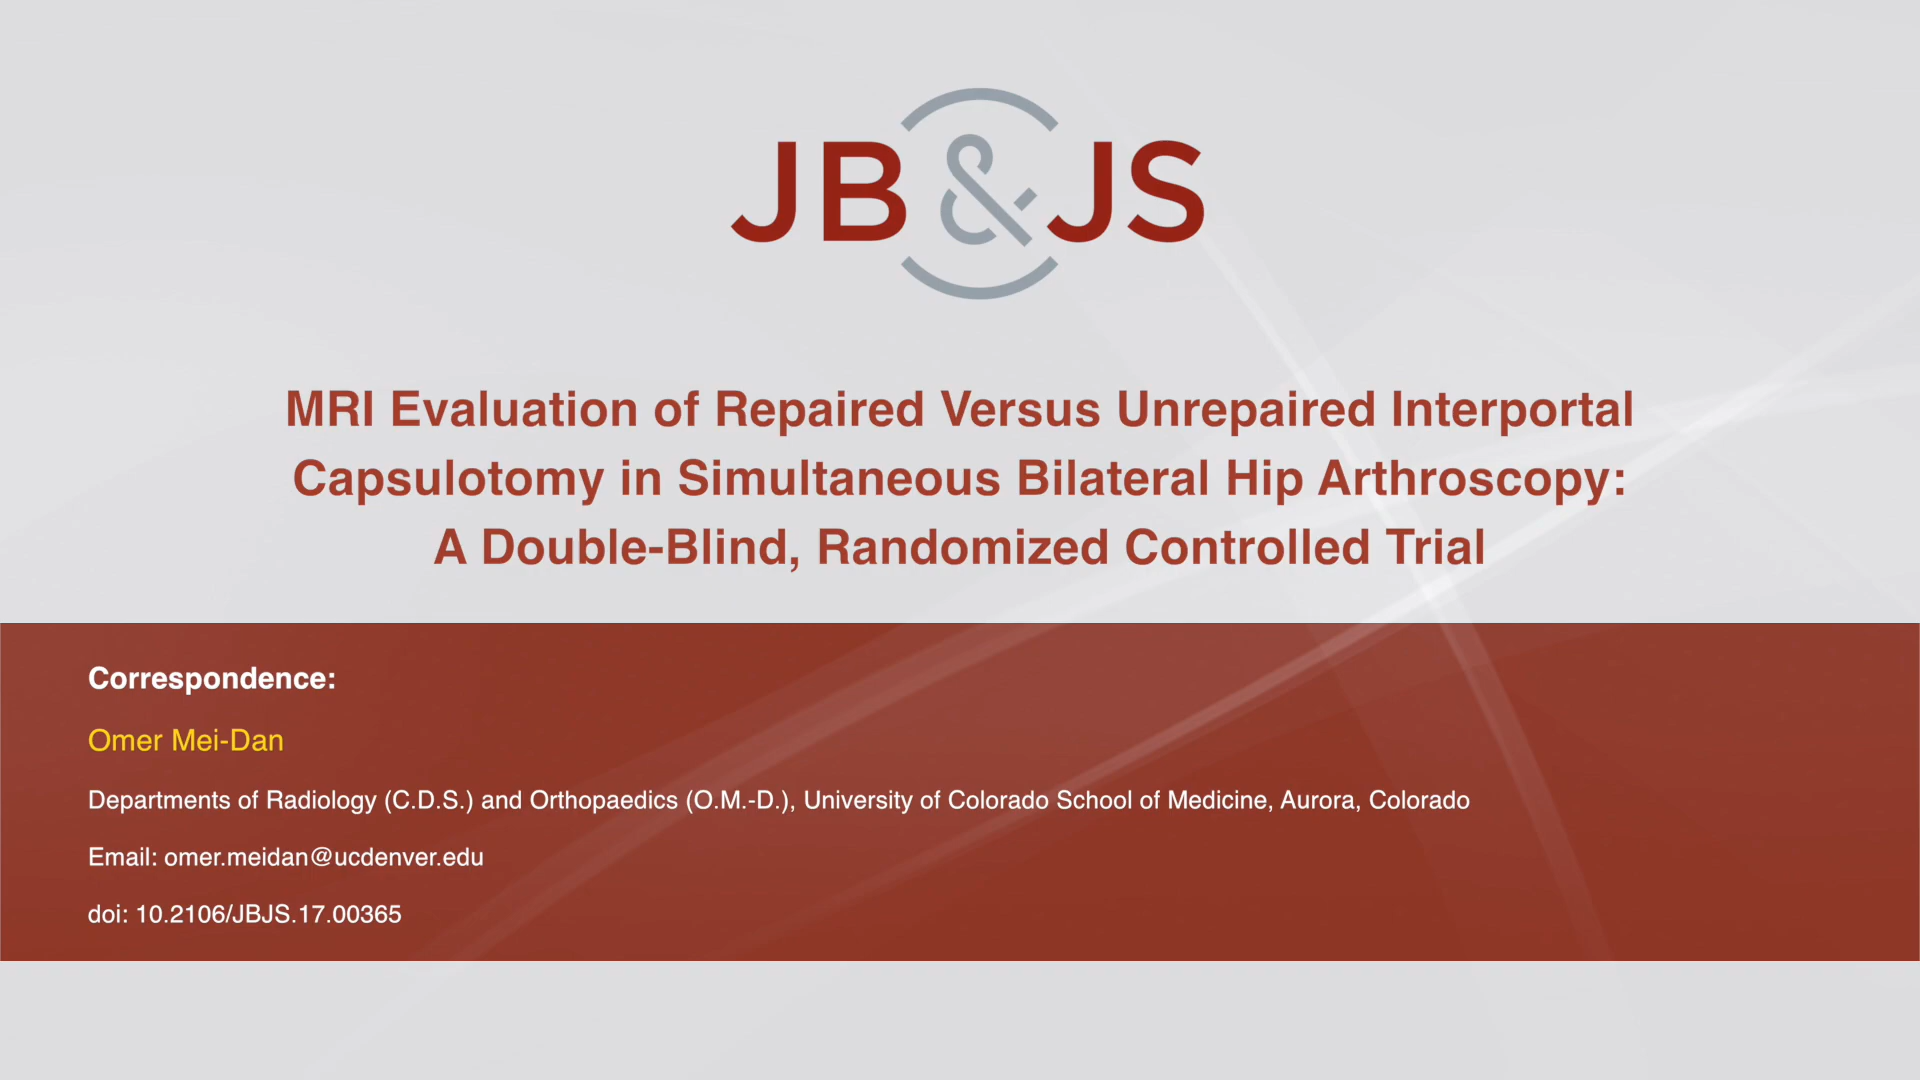 JB&JS
MRI Evaluation of Repaired Versus Unrepaired Interportal
Capsulotomy in Simultaneous Bilateral Hip Arthroscopy:
A Double-Blind, Randomized Controlled Trial
Correspondence:
Omer Mei-Dan
Departments of Radiology (C.D.S.) and Orthopaedics (O.M.-D.), University of Colorado School of Medicine, Aurora, Colorado
Email: omer.meidan@ucdenver.edu
doi: 10.2106/JBJS.17.00365